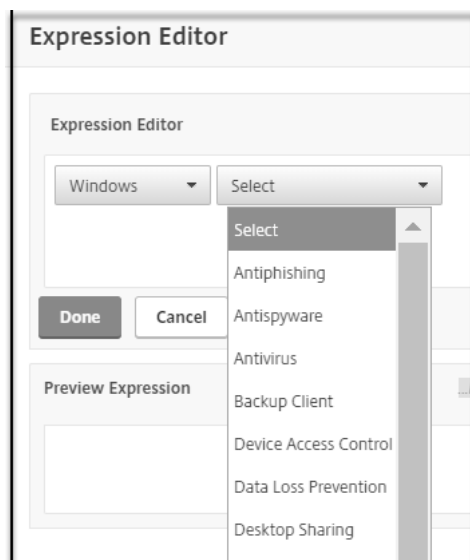 Expression Editor
Expression Editor
Windows Select
Select
Antiphishing
Antispyware
Done Cancel
Antivirus
Preview Expression
Backup Client
Device Access Control
Data Loss Prevention
Desktop Sharing